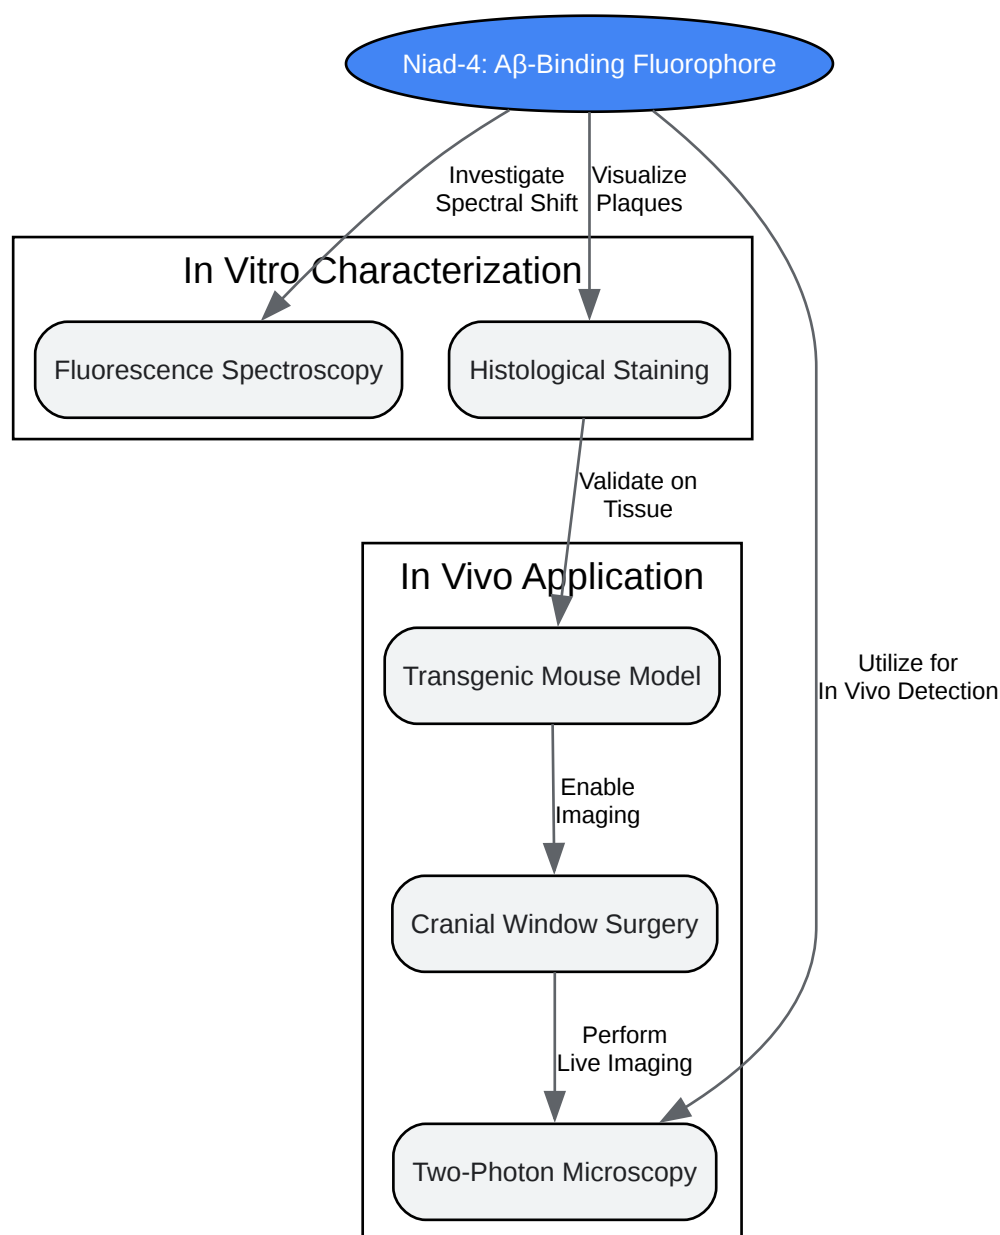 Niad-4: Aβ-Binding Fluorophore
Investigate
Spectral Shift
Visualize
Plaques
In Vitro Characterization
Fluorescence Spectroscopy
Histological Staining
Validate on
Tissue
In Vivo Application
Transgenic Mouse Model
Utilize for
In Vivo Detection
Enable
Imaging
Cranial Window Surgery
Perform
Live Imaging
Two-Photon Microscopy